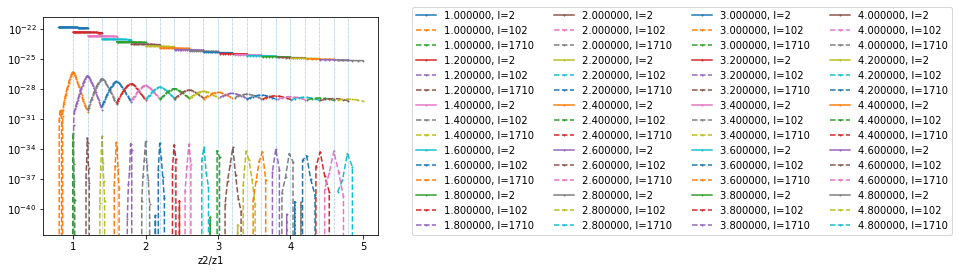 10⁻²²
10⁻²⁵
10⁻²⁸
10⁻³¹
10⁻³⁴
10⁻³⁷
10⁻⁴⁰
1 2 3 4 5
z2/z1
1.000000, l=2
1.000000, l=102
1.000000, l=1710
1.200000, l=2
1.200000, l=102
1.200000, l=1710
1.400000, l=2
1.400000, l=102
1.400000, l=1710
1.600000, l=2
1.600000, l=102
1.600000, l=1710
1.800000, l=2
1.800000, l=102
1.800000, l=1710
2.000000, l=2
2.000000, l=102
2.000000, l=1710
2.200000, l=2
2.200000, l=102
2.200000, l=1710
2.400000, l=2
2.400000, l=102
2.400000, l=1710
2.600000, l=2
2.600000, l=102
2.600000, l=1710
2.800000, l=2
2.800000, l=102
2.800000, l=1710
3.000000, l=2
3.000000, l=102
3.000000, l=1710
3.200000, l=2
3.200000, l=102
3.200000, l=1710
3.400000, l=2
3.400000, l=102
3.400000, l=1710
3.600000, l=2
3.600000, l=102
3.600000, l=1710
3.800000, l=2
3.800000, l=102
3.800000, l=1710
4.000000, l=2
4.000000, l=102
4.000000, l=1710
4.200000, l=2
4.200000, l=102
4.200000, l=1710
4.400000, l=2
4.400000, l=102
4.400000, l=1710
4.600000, l=2
4.600000, l=102
4.600000, l=1710
4.800000, l=2
4.800000, l=102
4.800000, l=1710